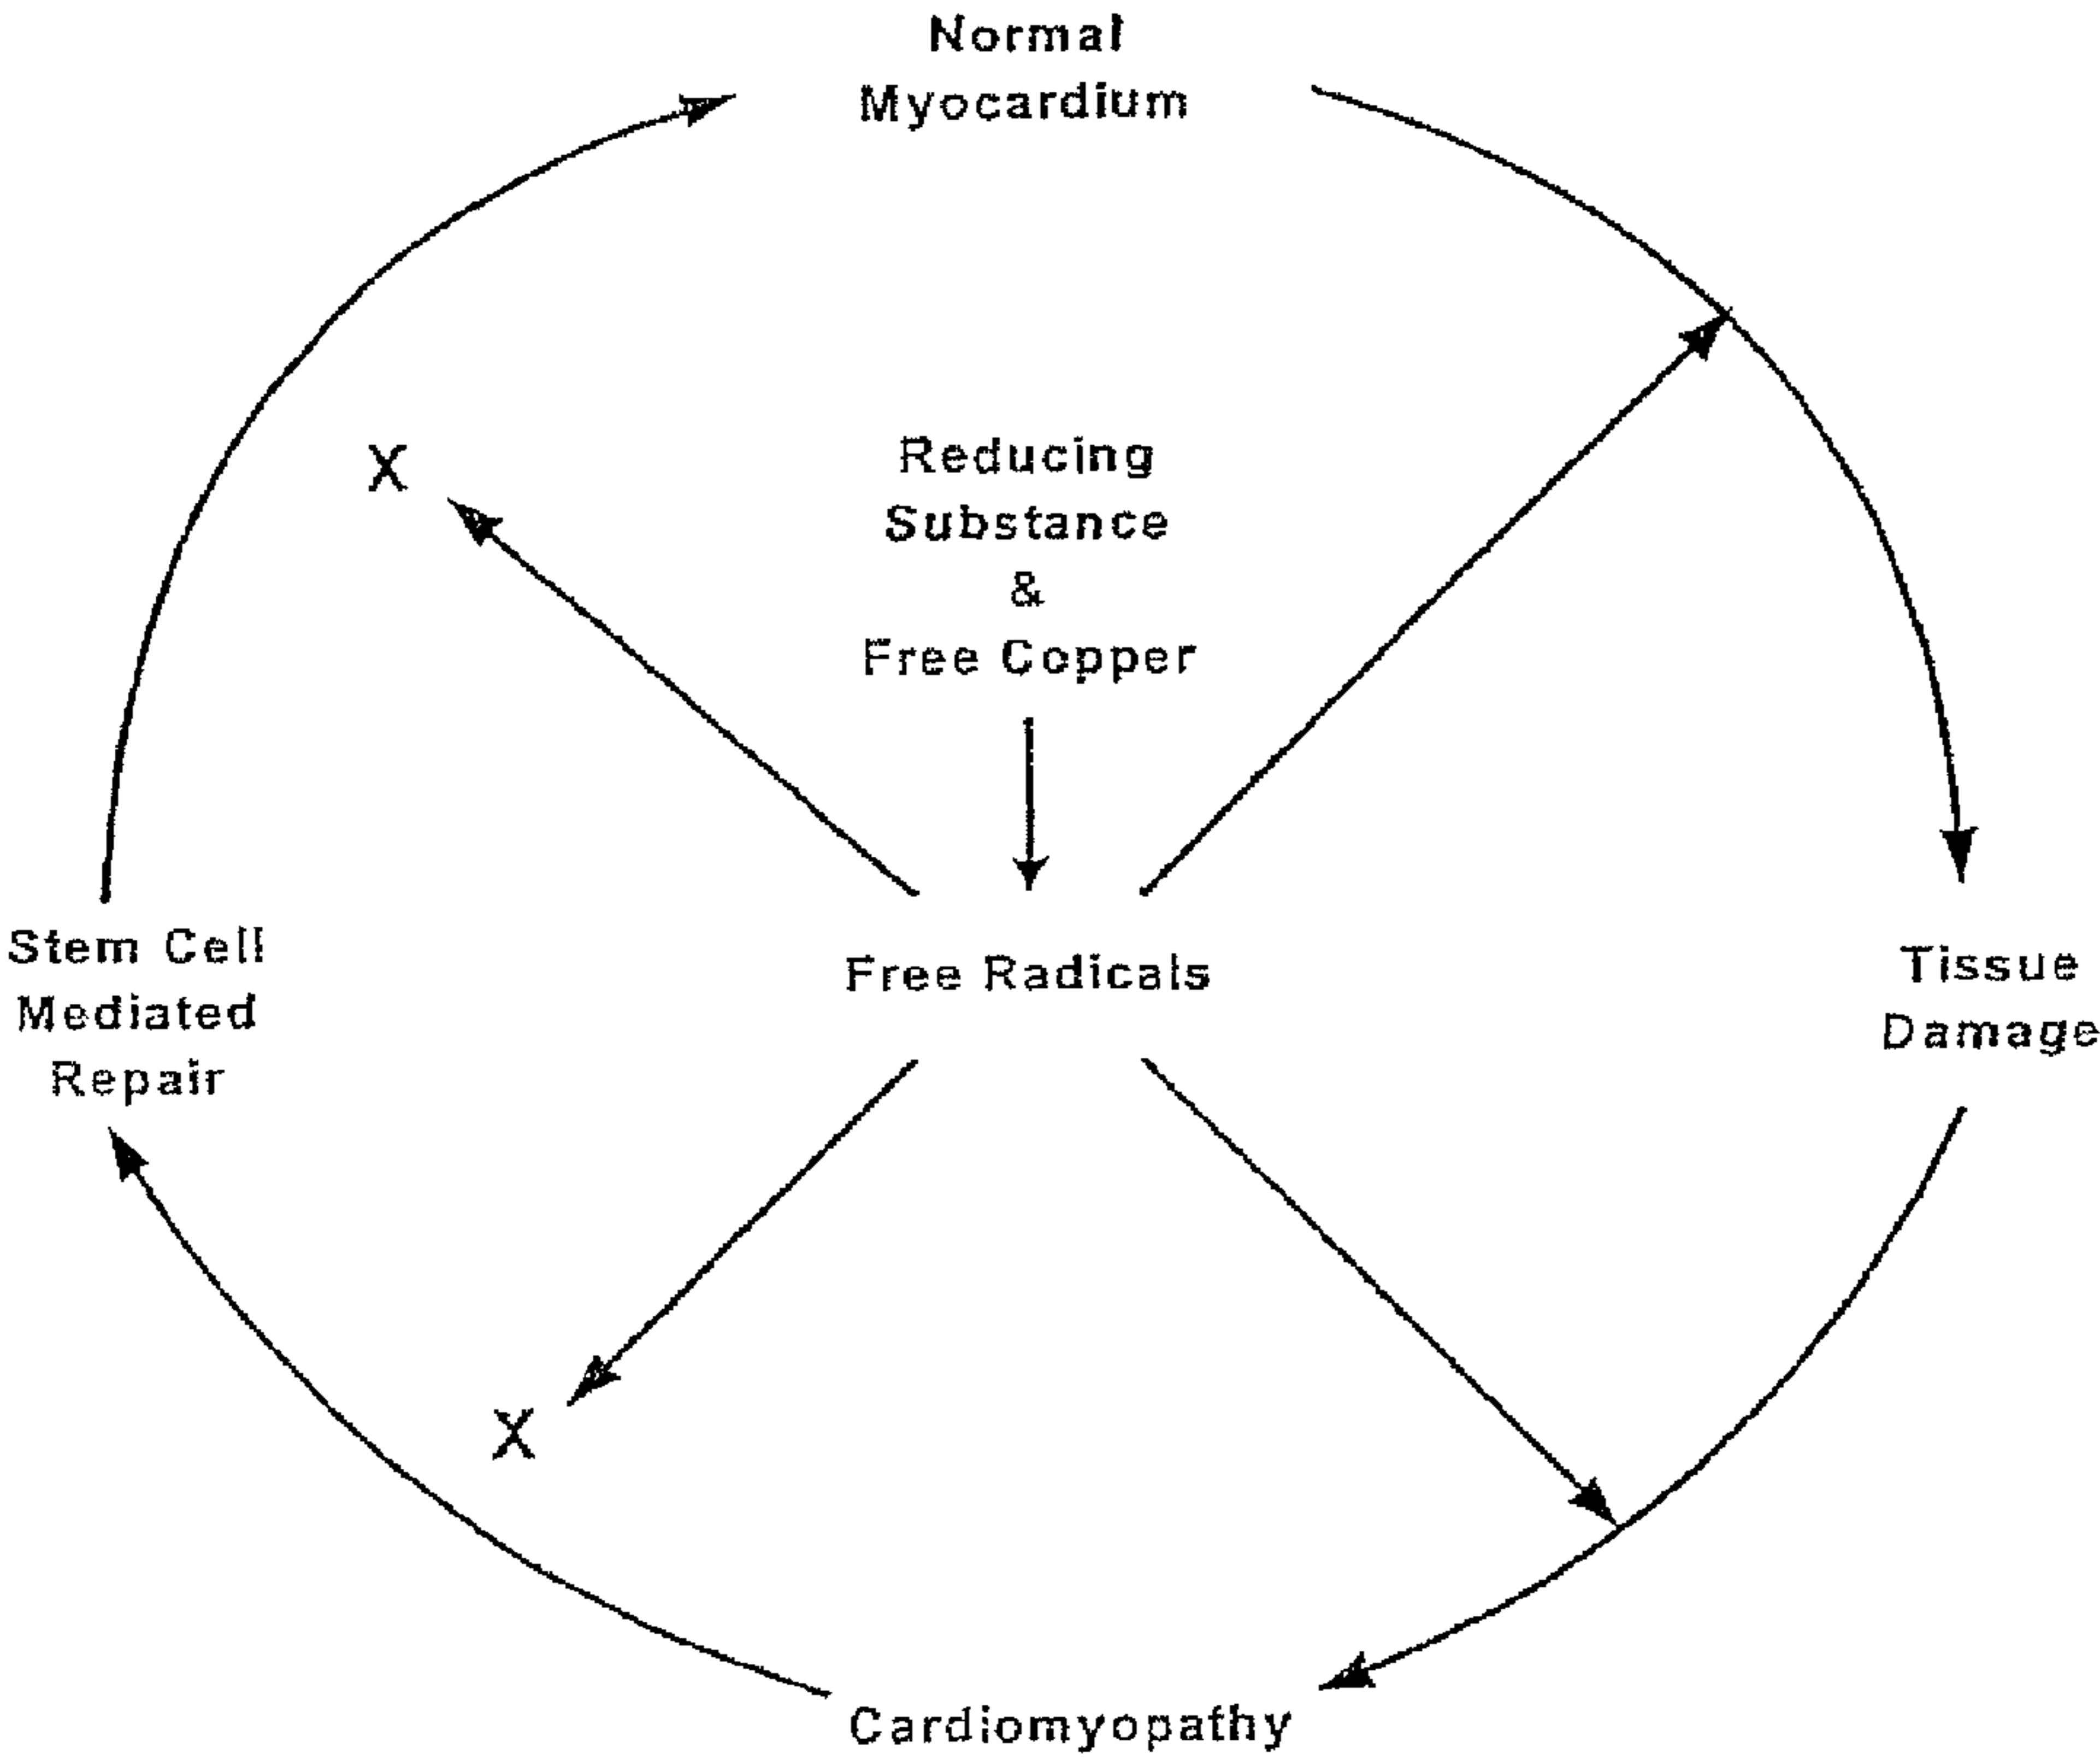 Normal
Myocardium
X
Reducing
Substance
&
Free Copper
Stem Cell
Mediated
Repair
Free Radicals
Tissue
Damage
X
Cardiomyopathy